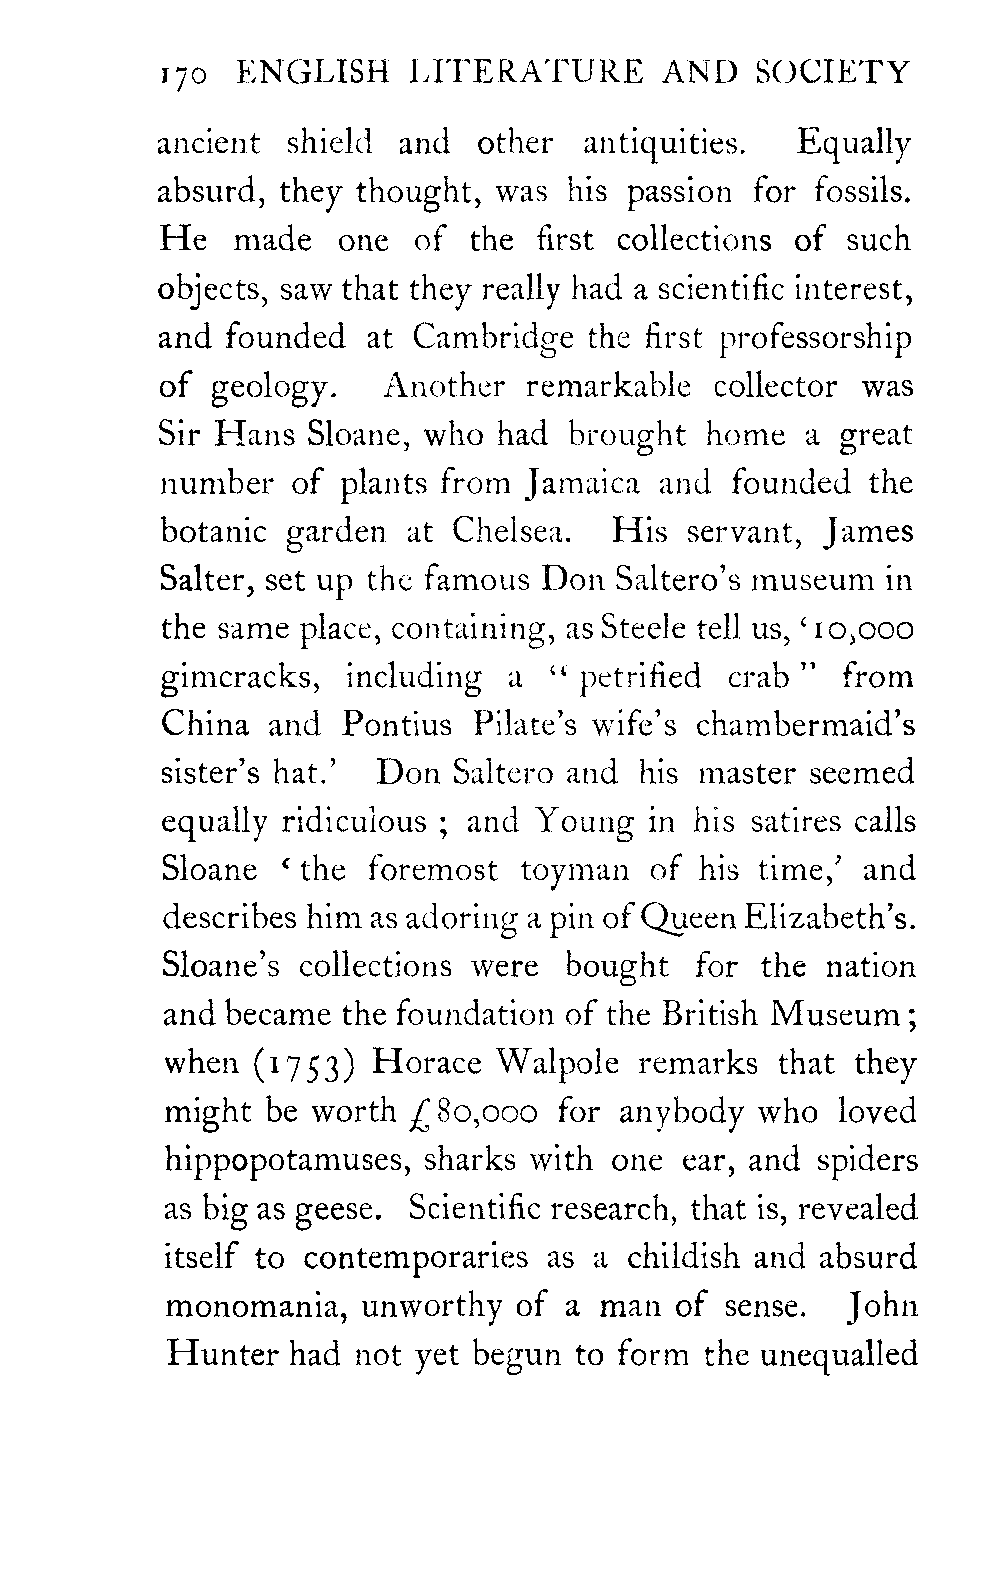 170 ENGLISH LITERATURE AND SOCIETY
ancient shield and other antiquities. Equally
absurd, they thought, was his passion for fossils.
He made one of the first collections of such
objects, saw that they really had a scientific interest,
and founded at Cambridge the first professorship
of geology. Another remarkable collector was
Sir Hans Sloane, who had brought home a great
number of plants from Jamaica and founded the
botanic garden at Chelsea. His servant, James
Salter, set up the famous Don Saltero's museum in
the same place, containing, as Steele tell us, ‘10,000
gimcracks, including a “ petrified crab ” from
China and Pontius Pilate's wife's chambermaid's
sister's hat.’ Don Saltero and his master seemed
equally ridiculous ; and Young in his satires calls
Sloane ‘ the foremost toyman of his time,’ and
describes him as adoring a pin of Queen Elizabeth's.
Sloane's collections were bought for the nation
and became the foundation of the British Museum ;
when (1753) Horace Walpole remarks that they
might be worth £80,000 for anybody who loved
hippopotamuses, sharks with one ear, and spiders
as big as geese. Scientific research, that is, revealed
itself to contemporaries as a childish and absurd
monomania, unworthy of a man of sense. John
Hunter had not yet begun to form the unequalled